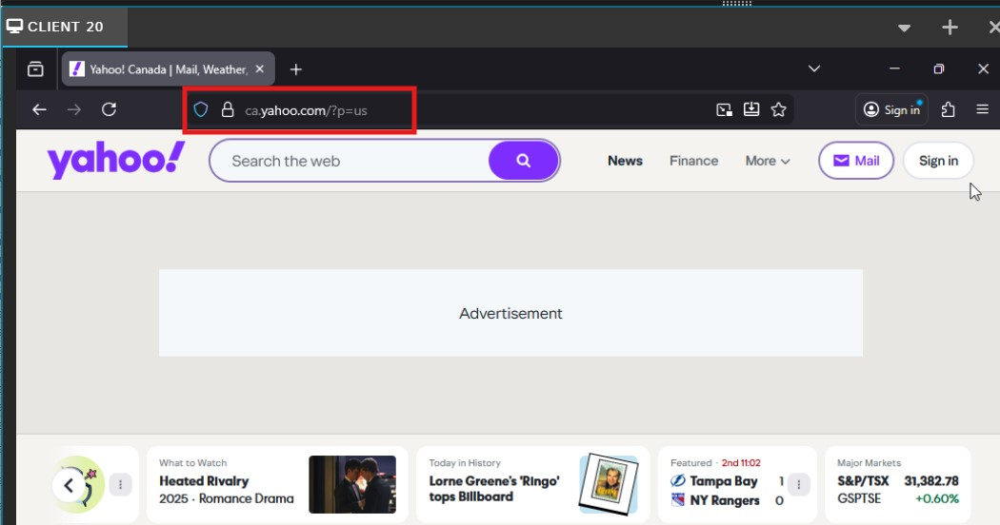 CLIENT 20
Yahoo! Canada | Mail, Weather,
ca.yahoo.com/?p=us
Sign in
yahoo!
Search the web
News
Finance
More
Mail
Sign in
Advertisement
What to Watch
Heated Rivalry
2025 · Romance Drama
Today in History
Lorne Greene's 'Ringo'
tops Billboard
Featured · 2nd 11:02
Tampa Bay 1
NY Rangers 0
Major Markets
S&P/TSX 31,382.78
GSPTSE +0.60%